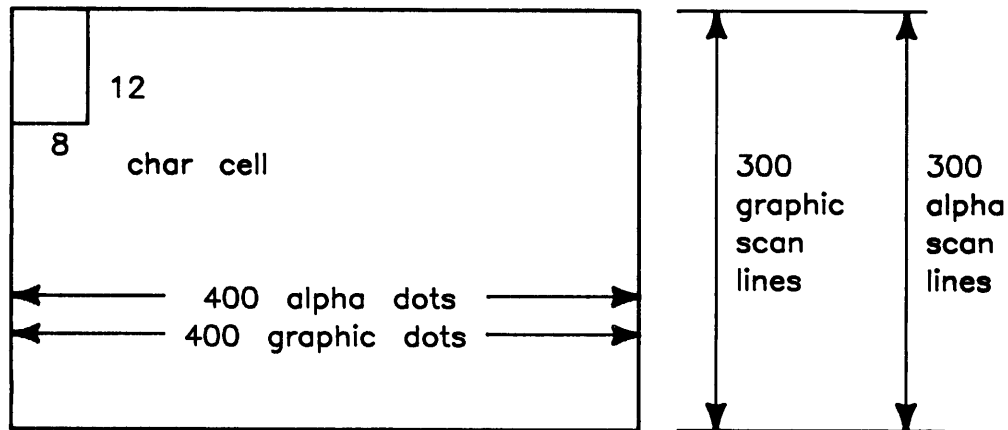 12
8
char cell
400 alpha dots
400 graphic dots
300
graphic
scan
lines
300
alpha
scan
lines